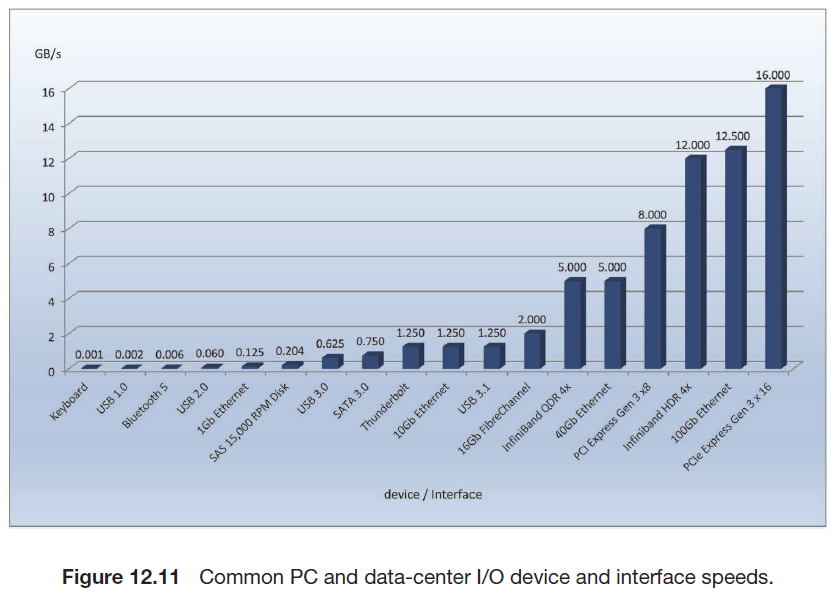 GB/s
16
14
12
10
8
6
4
2
0
0.001
0.002
0.006
0.060
0.125
0.204
0.625
0.750
1.250
1.250
1.250
2.000
5.000
5.000
8.000
12.000
12.500
16.000
Keyboard
USB 1.0
Bluetooth 5
USB 2.0
1Gb Ethernet
SAS 15,000 RPM Disk
USB 3.0
SATA 3.0
Thunderbolt
10Gb Ethernet
USB 3.1
16Gb FibreChannel
InfiniBand QDR 4x
40Gb Ethernet
PCI Express Gen 3 x8
Infiniband HDR 4x
100Gb Ethernet
PCIe Express Gen 3 x 16
device / Interface
Figure 12.11 Common PC and data-center I/O device and interface speeds.